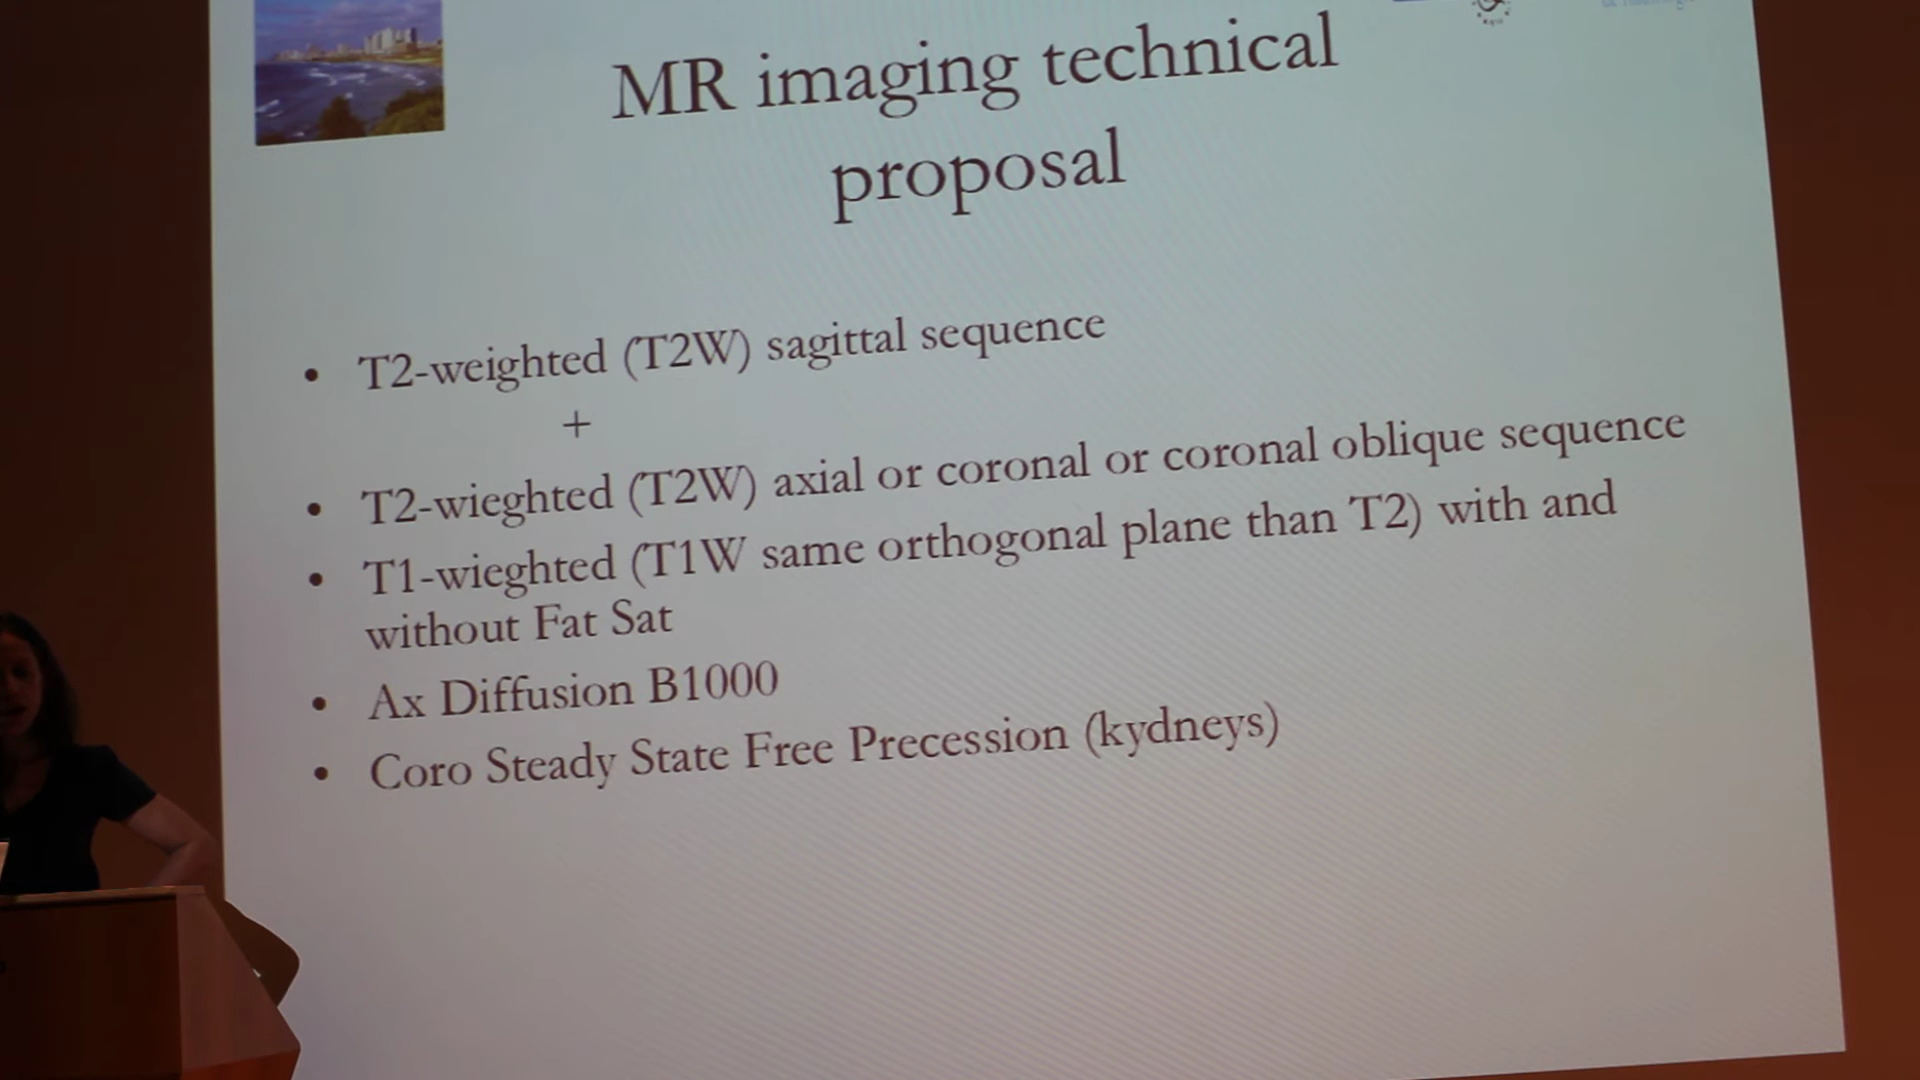 MR imaging technical
proposal
• T2-weighted (T2W) sagittal sequence
+
• T2-wieghted (T2W) axial or coronal or coronal oblique sequence
• T1-wieghted (T1W same orthogonal plane than T2) with and
without Fat Sat
• Ax Diffusion B1000
• Coro Steady State Free Precession (kydneys)